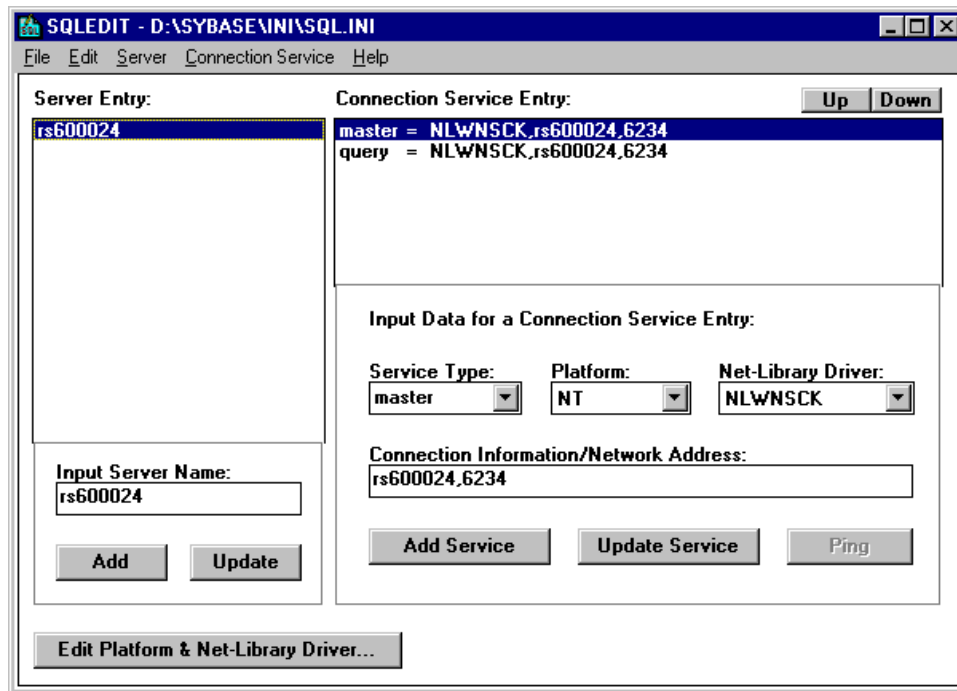 SQLEDIT - D:\SYBASE\INI\SQL.INI
File Edit Server Connection Service Help
Server Entry:
rs600024
Connection Service Entry:
Up Down
master = NLWNSCK,rs600024,6234
query = NLWNSCK,rs600024,6234
Input Data for a Connection Service Entry:
Service Type: Platform: Net-Library Driver:
master NT NLWNSCK
Connection Information/Network Address:
rs600024,6234
Add Service Update Service Ping
Input Server Name:
rs600024
Add Update
Edit Platform & Net-Library Driver...